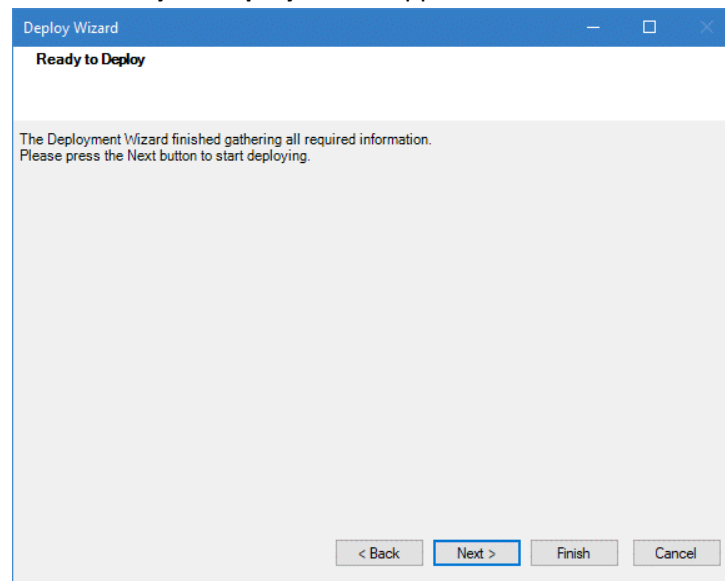 Deploy Wizard
Ready to Deploy
The Deployment Wizard finished gathering all required information.
Please press the Next button to start deploying.
< Back Next > Finish Cancel